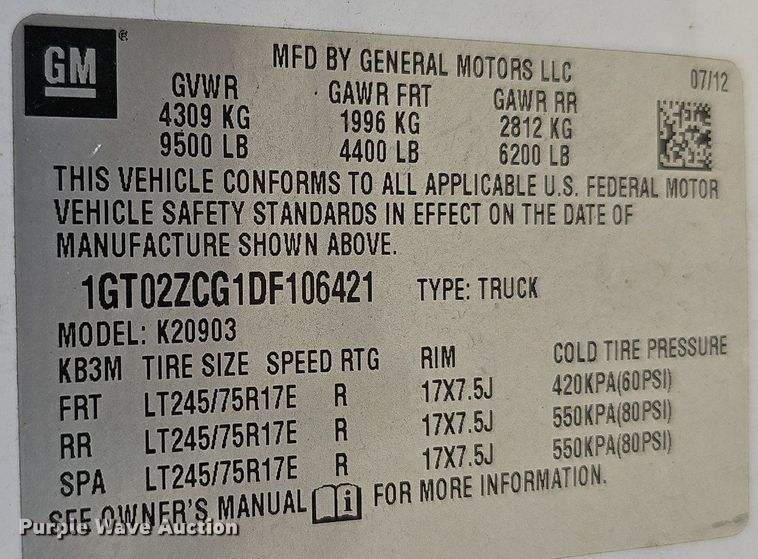 GM ®
MFD BY GENERAL MOTORS LLC 07/12
GVWR GAWR FRT GAWR RR
4309 KG 1996 KG 2812 KG
9500 LB 4400 LB 6200 LB
THIS VEHICLE CONFORMS TO ALL APPLICABLE U.S. FEDERAL MOTOR
VEHICLE SAFETY STANDARDS IN EFFECT ON THE DATE OF
MANUFACTURE SHOWN ABOVE.
1GT02ZCG1DF106421 TYPE: TRUCK
MODEL: K20903
KB3M TIRE SIZE SPEED RTG RIM COLD TIRE PRESSURE
FRT LT245/75R17E R 17X7.5J 420KPA(60PSI)
RR LT245/75R17E R 17X7.5J 550KPA(80PSI)
SPA LT245/75R17E R 17X7.5J 550KPA(80PSI)
SEE OWNER'S MANUAL i FOR MORE INFORMATION.
Purple Wave Auction